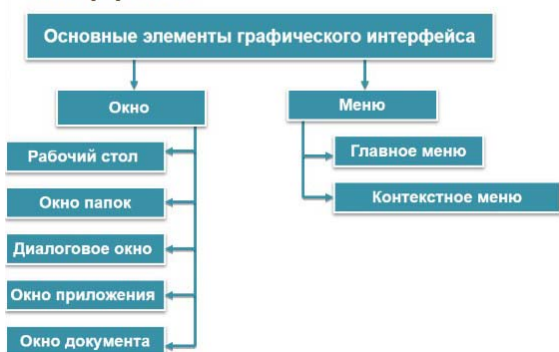 Основные элементы графического интерфейса
Окно
Меню
Рабочий стол
Окно папок
Диалоговое окно
Окно приложения
Окно документа
Главное меню
Контекстное меню